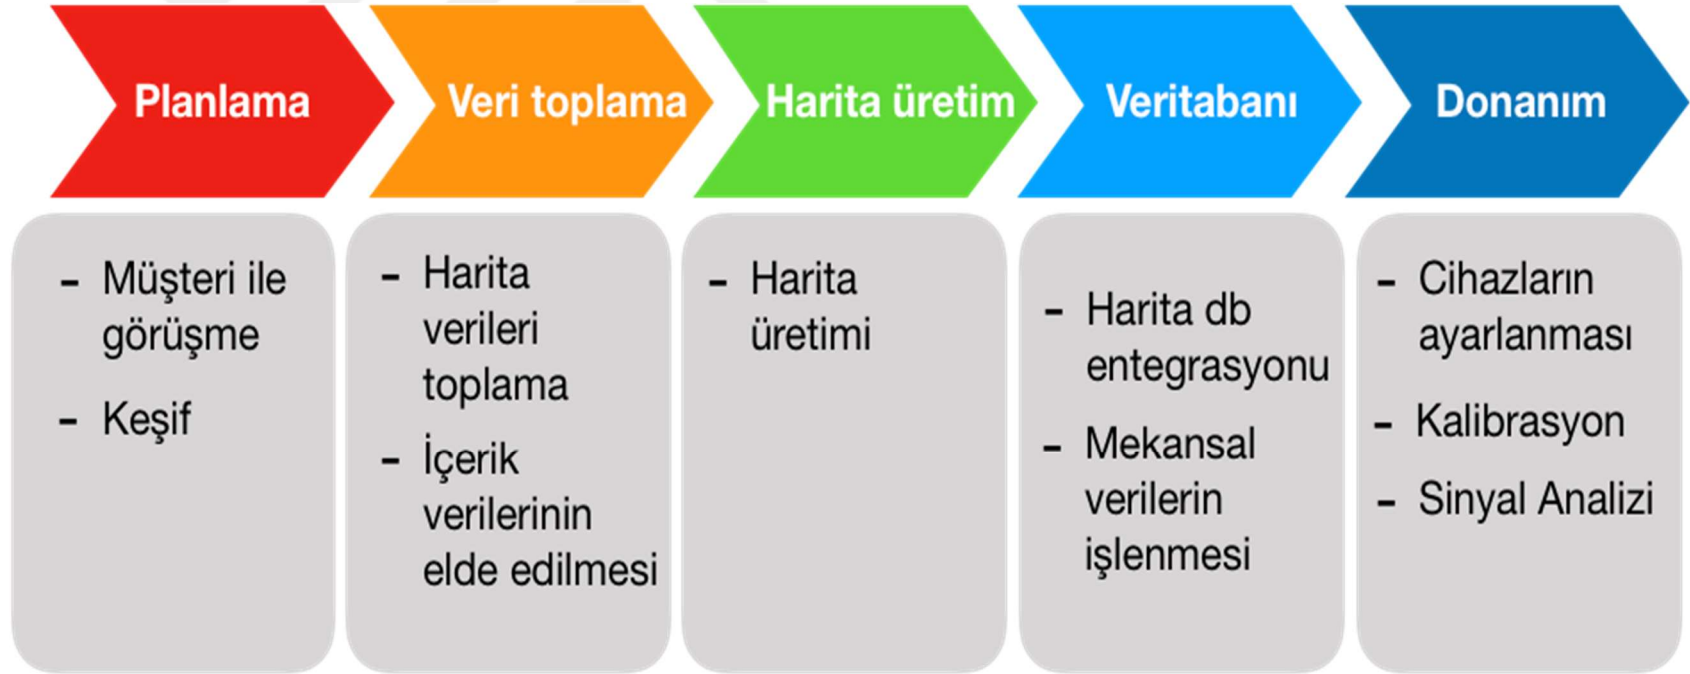 Planlama
Veri toplama
Harita üretim
Veritabanı
Donanım
- Müşteri ile
görüşme
- Keşif
- Harita
verileri
toplama
- İçerik
verilerinin
elde edilmesi
- Harita
üretimi
- Harita db
entegrasyonu
- Mekansal
verilerin
işlenmesi
- Cihazların
ayarlanması
- Kalibrasyon
- Sinyal Analizi